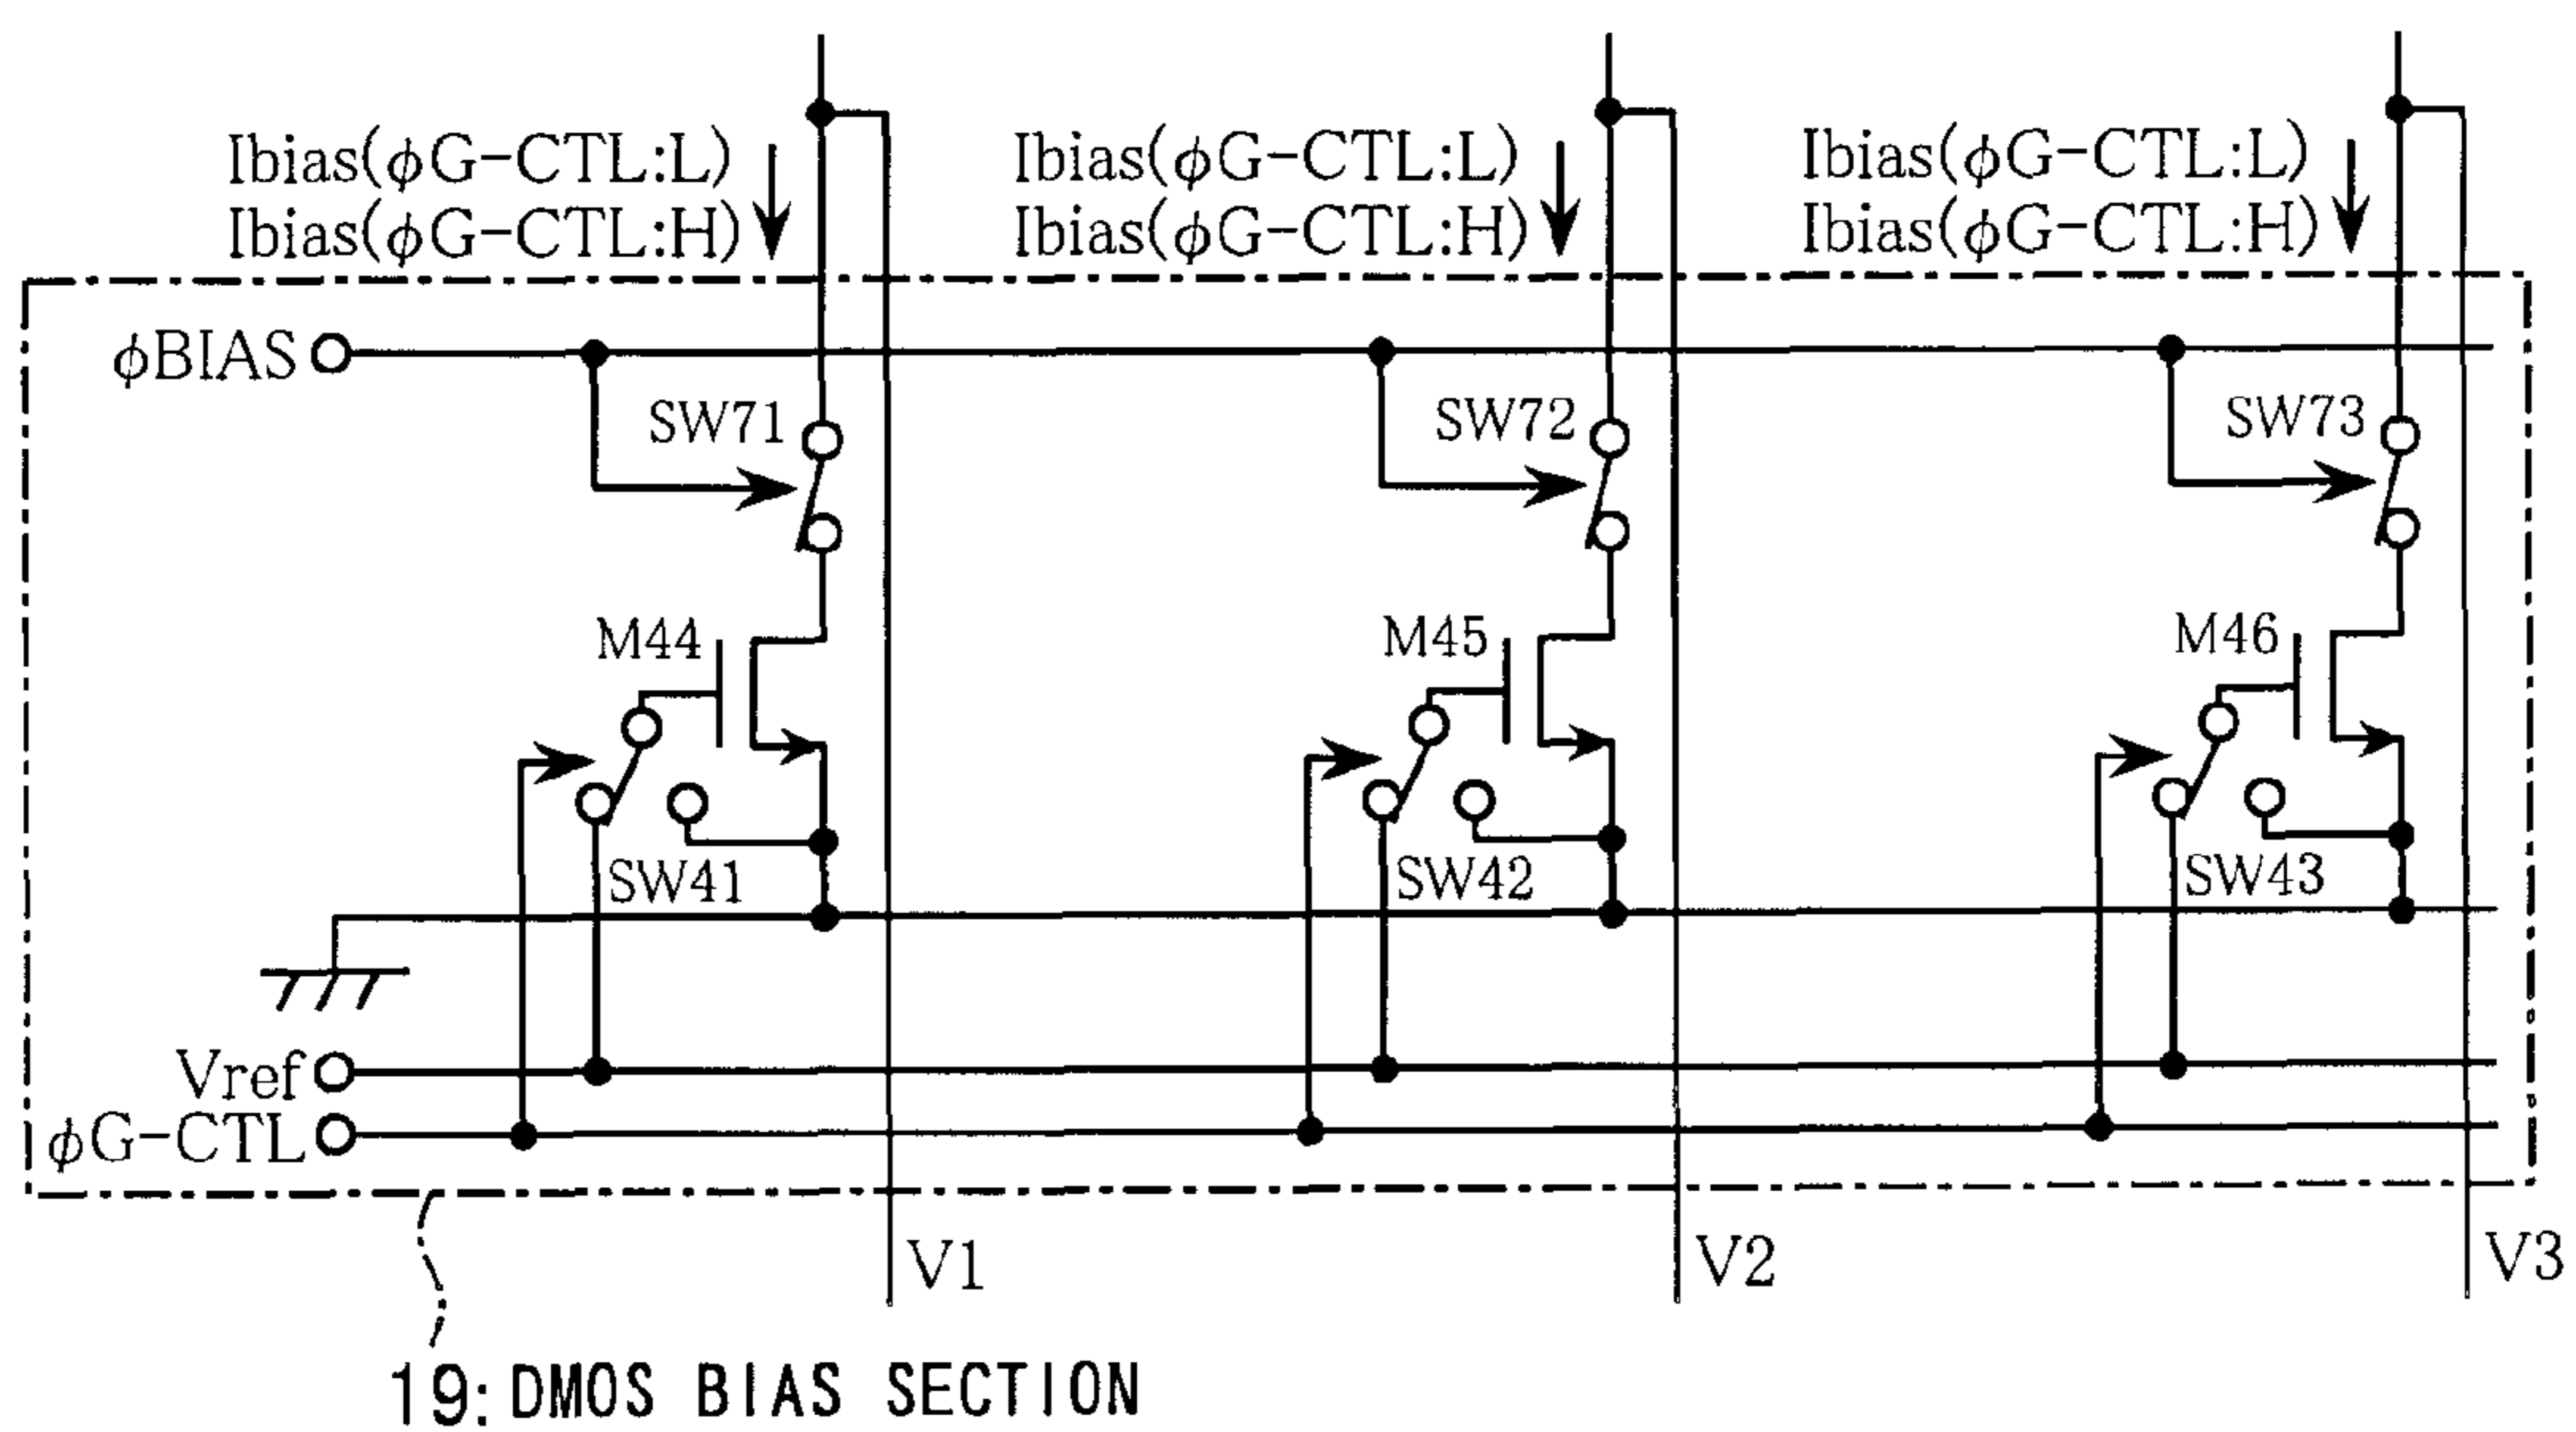 Ibias(ϕG-CTL:L) Ibias(ϕG-CTL:L) Ibias(ϕG-CTL:L)
Ibias(ϕG-CTL:H) Ibias(ϕG-CTL:H) Ibias(ϕG-CTL:H)
ϕBIAS
SW71 SW72 SW73
M44 M45 M46
SW41 SW42 SW43
Vref
ϕG-CTL
V1 V2 V3
19: DMOS BIAS SECTION